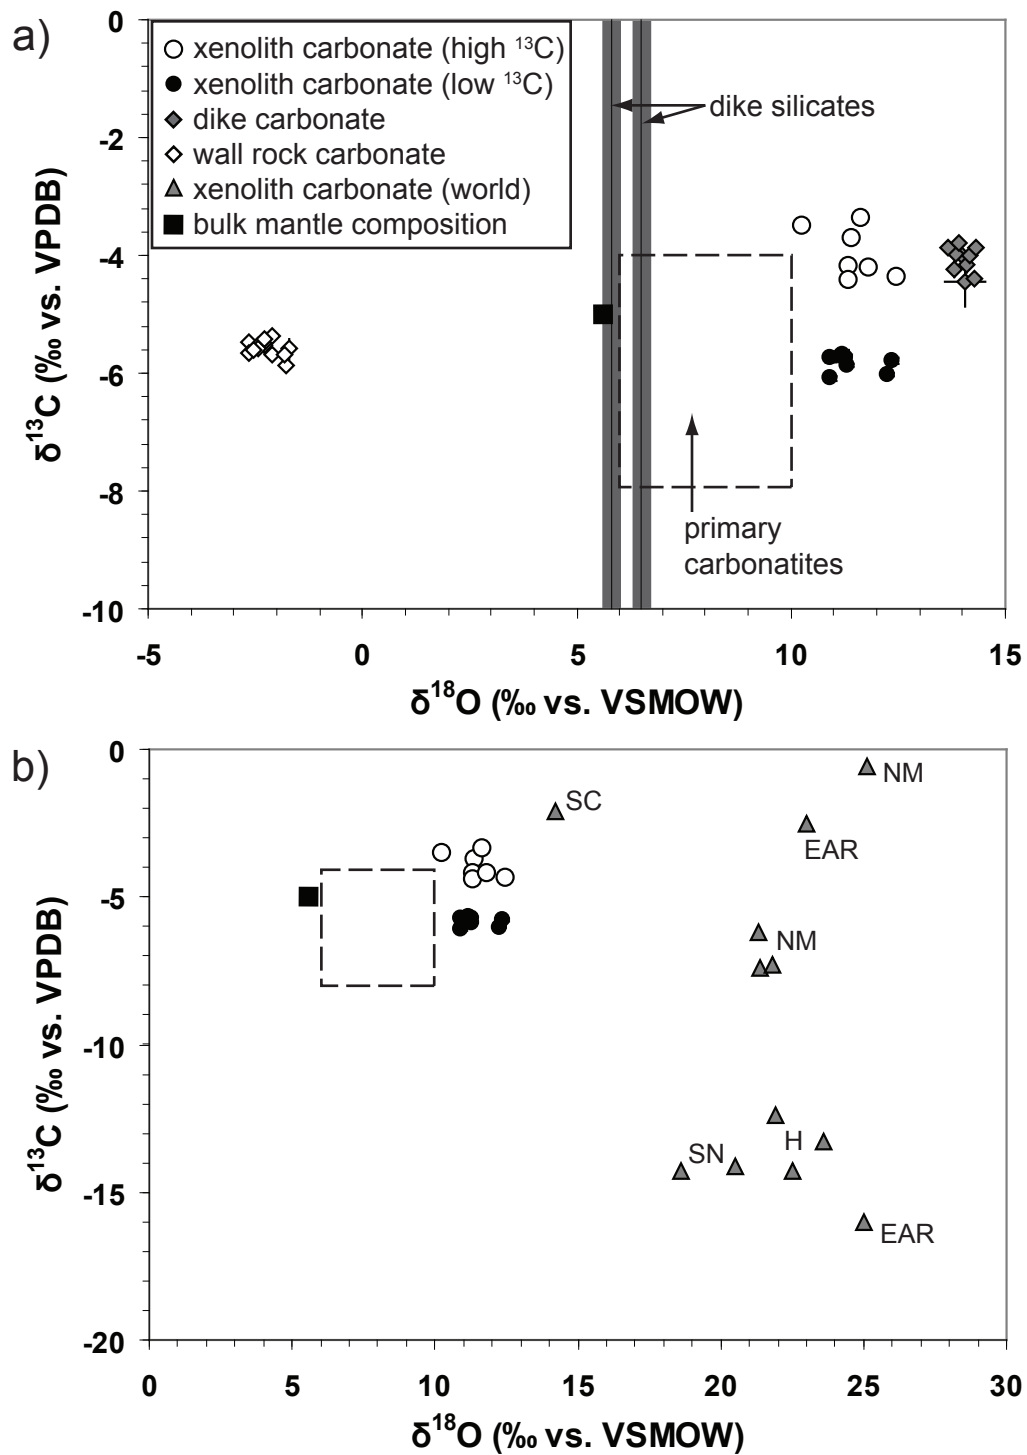 a)
0
-2
-4
-6
-8
-10
δ¹³C (‰ vs. VPDB)
xenolith carbonate (high ¹³C)
xenolith carbonate (low ¹³C)
dike carbonate
wall rock carbonate
xenolith carbonate (world)
bulk mantle composition
dike silicates
primary
carbonatites
-5 0 5 10 15
δ¹⁸O (‰ vs. VSMOW)
b)
0
-5
-10
-15
-20
δ¹³C (‰ vs. VPDB)
NM
SC
EAR
NM
H
SN
EAR
0 5 10 15 20 25 30
δ¹⁸O (‰ vs. VSMOW)